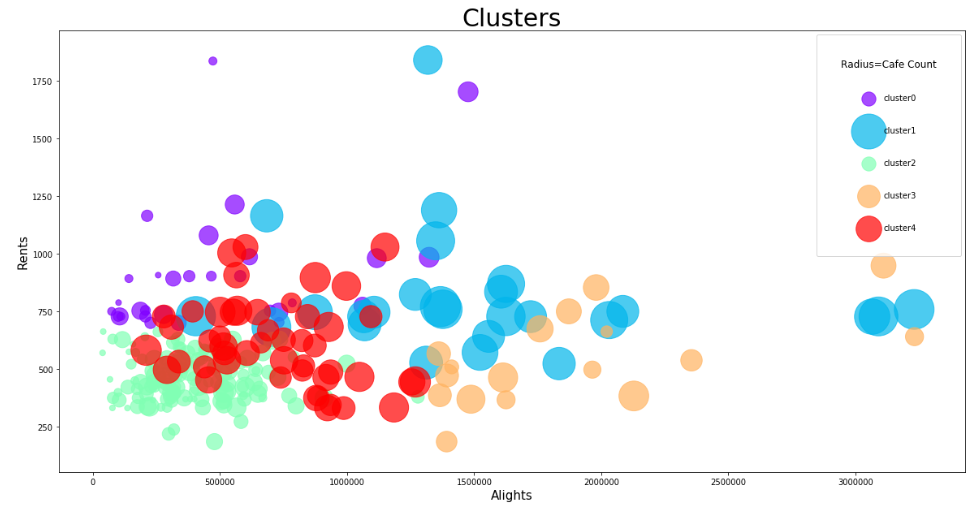 Clusters
Radius=Cafe Count
cluster0
cluster1
cluster2
cluster3
cluster4
Rents
1750
1500
1250
1000
750
500
250
0
500000
1000000
1500000
2000000
2500000
3000000
Alights